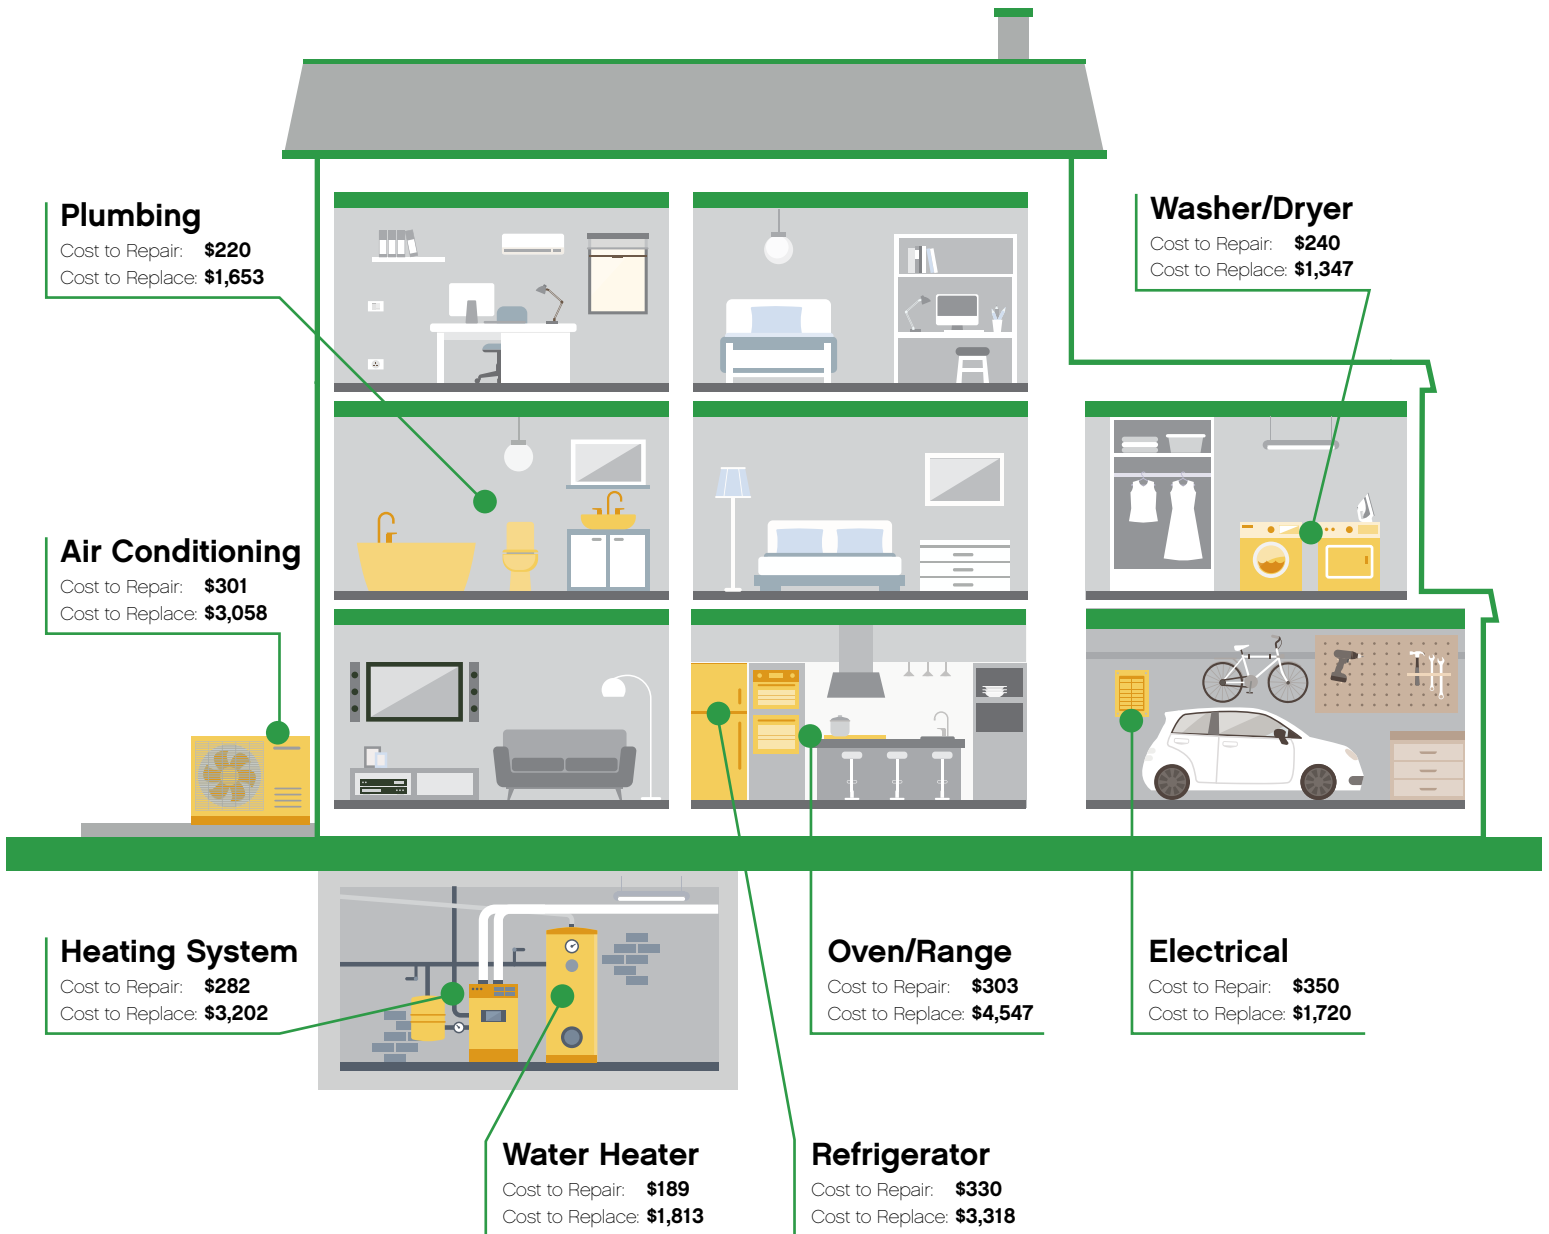 Plumbing
Cost to Repair: $220
Cost to Replace: $1,653
Washer/Dryer
Cost to Repair: $240
Cost to Replace: $1,347
Air Conditioning
Cost to Repair: $301
Cost to Replace: $3,058
Heating System
Cost to Repair: $282
Cost to Replace: $3,202
Oven/Range
Cost to Repair: $303
Cost to Replace: $4,547
Electrical
Cost to Repair: $350
Cost to Replace: $1,720
Water Heater
Cost to Repair: $189
Cost to Replace: $1,813
Refrigerator
Cost to Repair: $330
Cost to Replace: $3,318